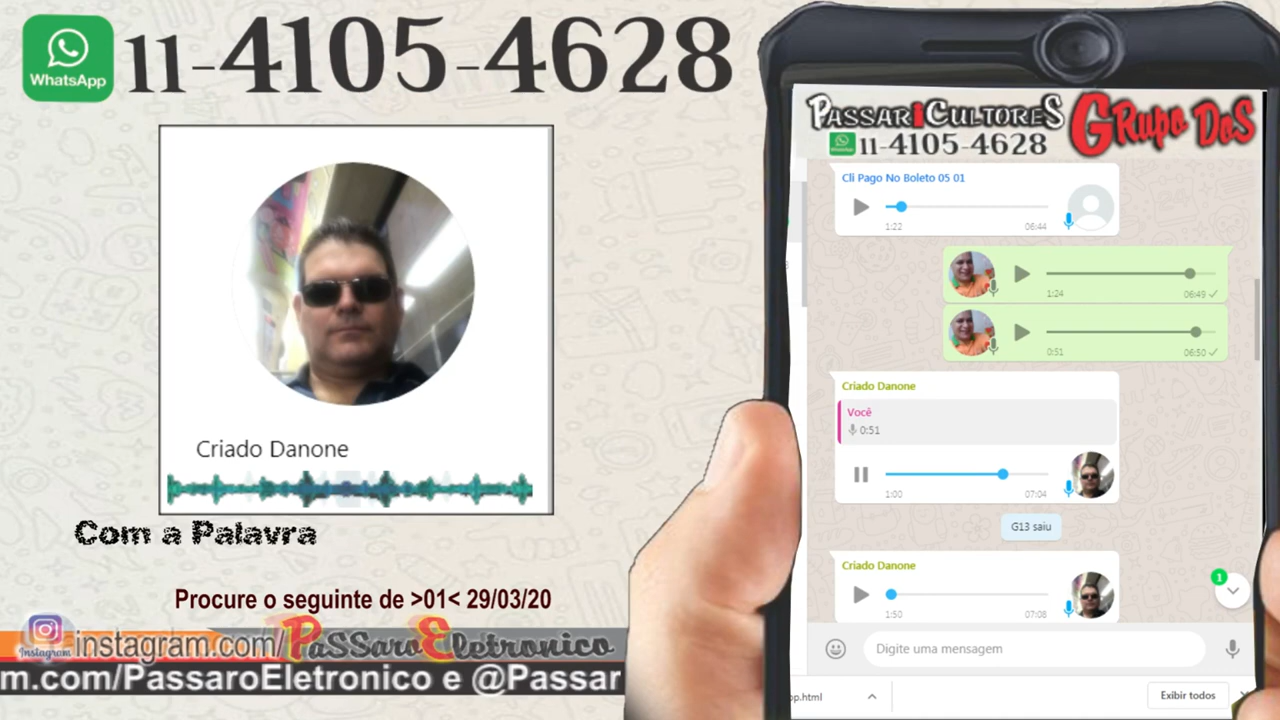 WhatsApp
11-4105-4628
Criado Danone
Com a Palavra
Procure o seguinte de >01< 29/03/20
Instagram
instagram.com/PaSSaroEletronico
m.com/PassaroEletronico e @Passar
PASSARiCULTORES
GRupo DoS
11-4105-4628
Cli Pago No Boleto 05 01
1:22
06:44
1:24
06:49
0:51
06:50
Criado Danone
Você
0:51
1:00
07:04
G13 saiu
Criado Danone
1
1:50
07:08
Digite uma mensagem
op.html
Exibir todos